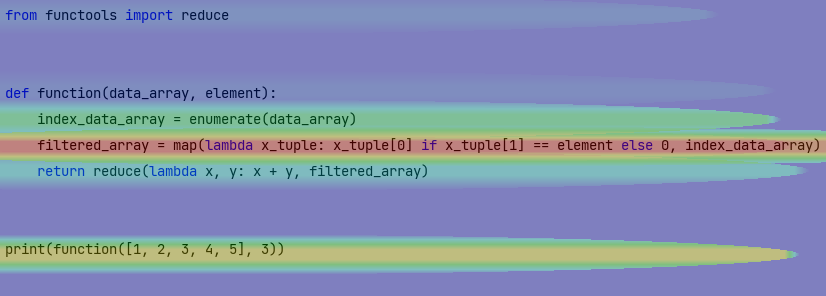 from functools import reduce
def function(data_array, element):
    index_data_array = enumerate(data_array)
    filtered_array = map(lambda x_tuple: x_tuple[0] if x_tuple[1] == element else 0, index_data_array)
    return reduce(lambda x, y: x + y, filtered_array)
print(function([1, 2, 3, 4, 5], 3))